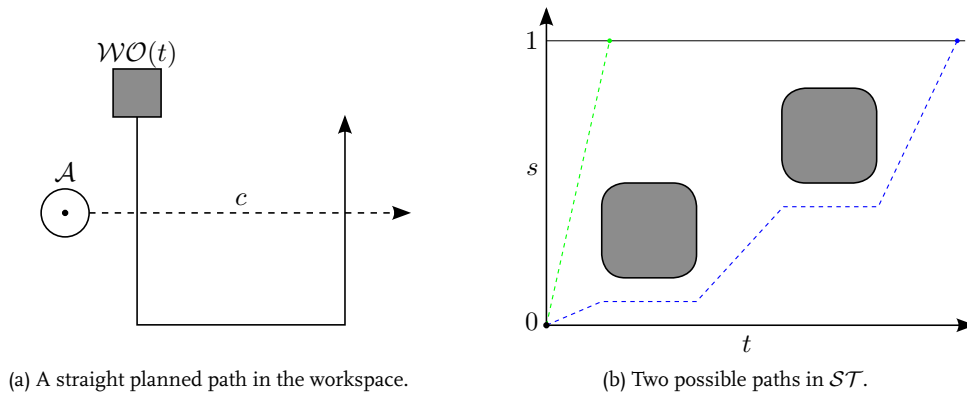 𝒲𝒪(t)
𝒜
c
(a) A straight planned path in the workspace.
1
s
0
t
(b) Two possible paths in 𝒮𝒯.